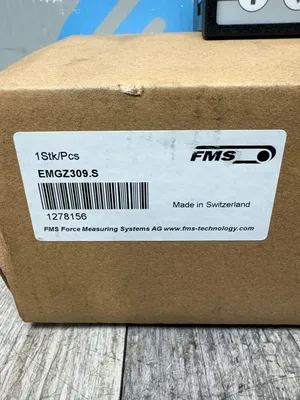 1Stk/Pcs
FMS
EMGZ309.S
1278156
Made in Switzerland
FMS Force Measuring Systems AG www.fms-technology.com